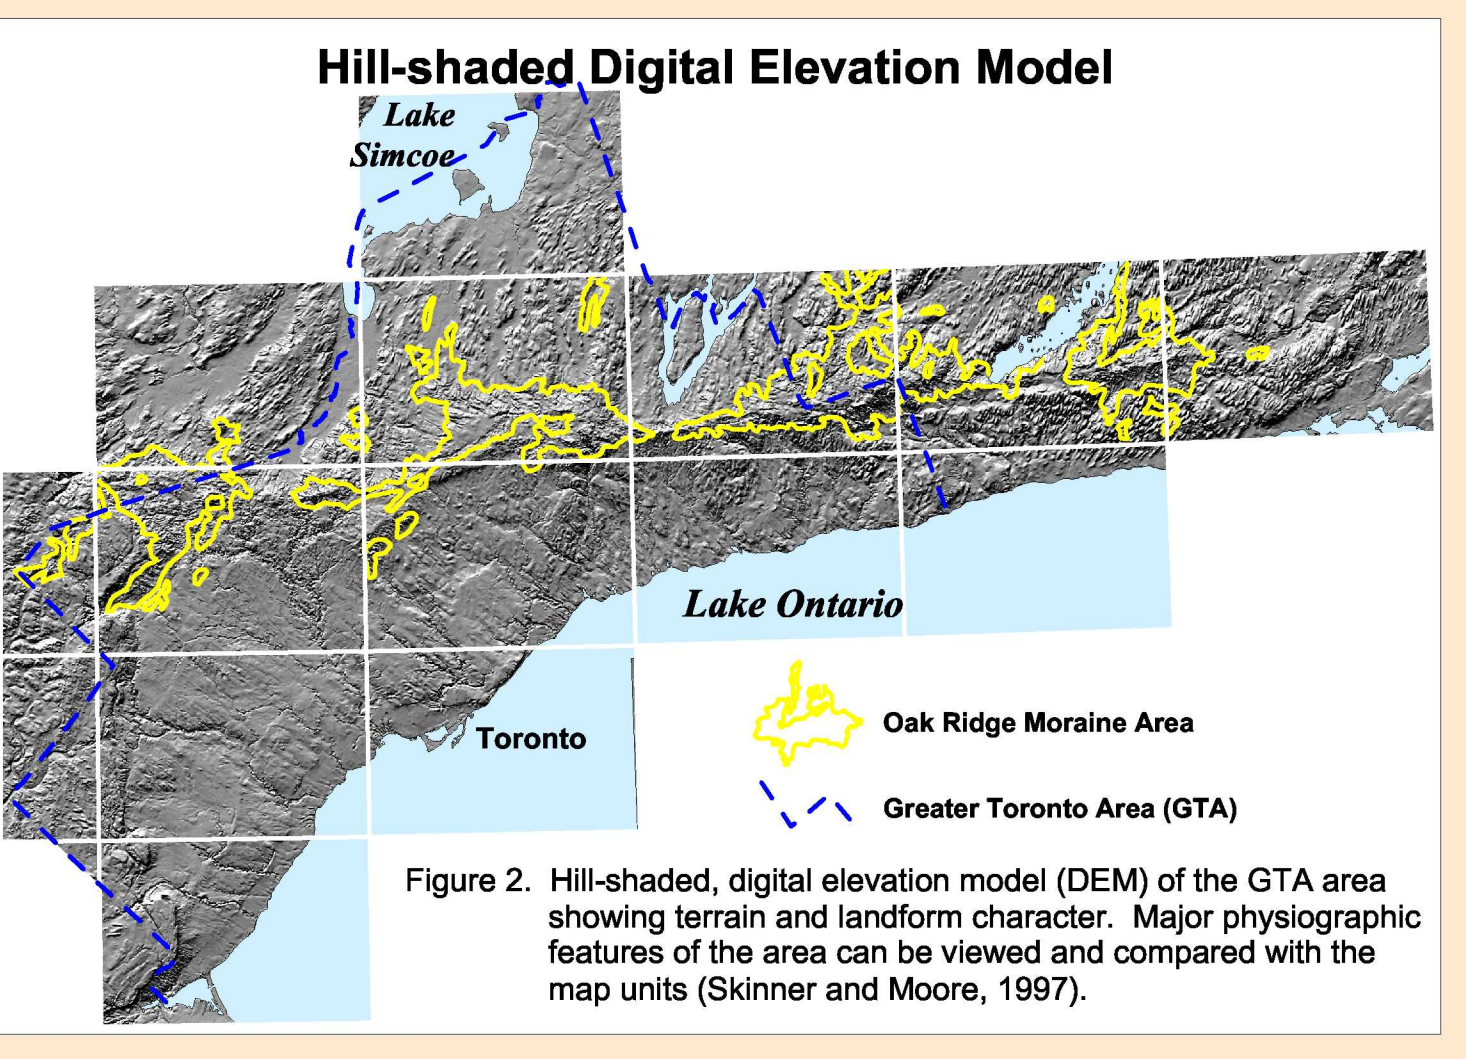 Hill-shaded Digital Elevation Model
Lake
Simcoe
Lake Ontario
Toronto
Oak Ridge Moraine Area
Greater Toronto Area (GTA)
Figure 2. Hill-shaded, digital elevation model (DEM) of the GTA area
showing terrain and landform character. Major physiographic
features of the area can be viewed and compared with the
map units (Skinner and Moore, 1997).